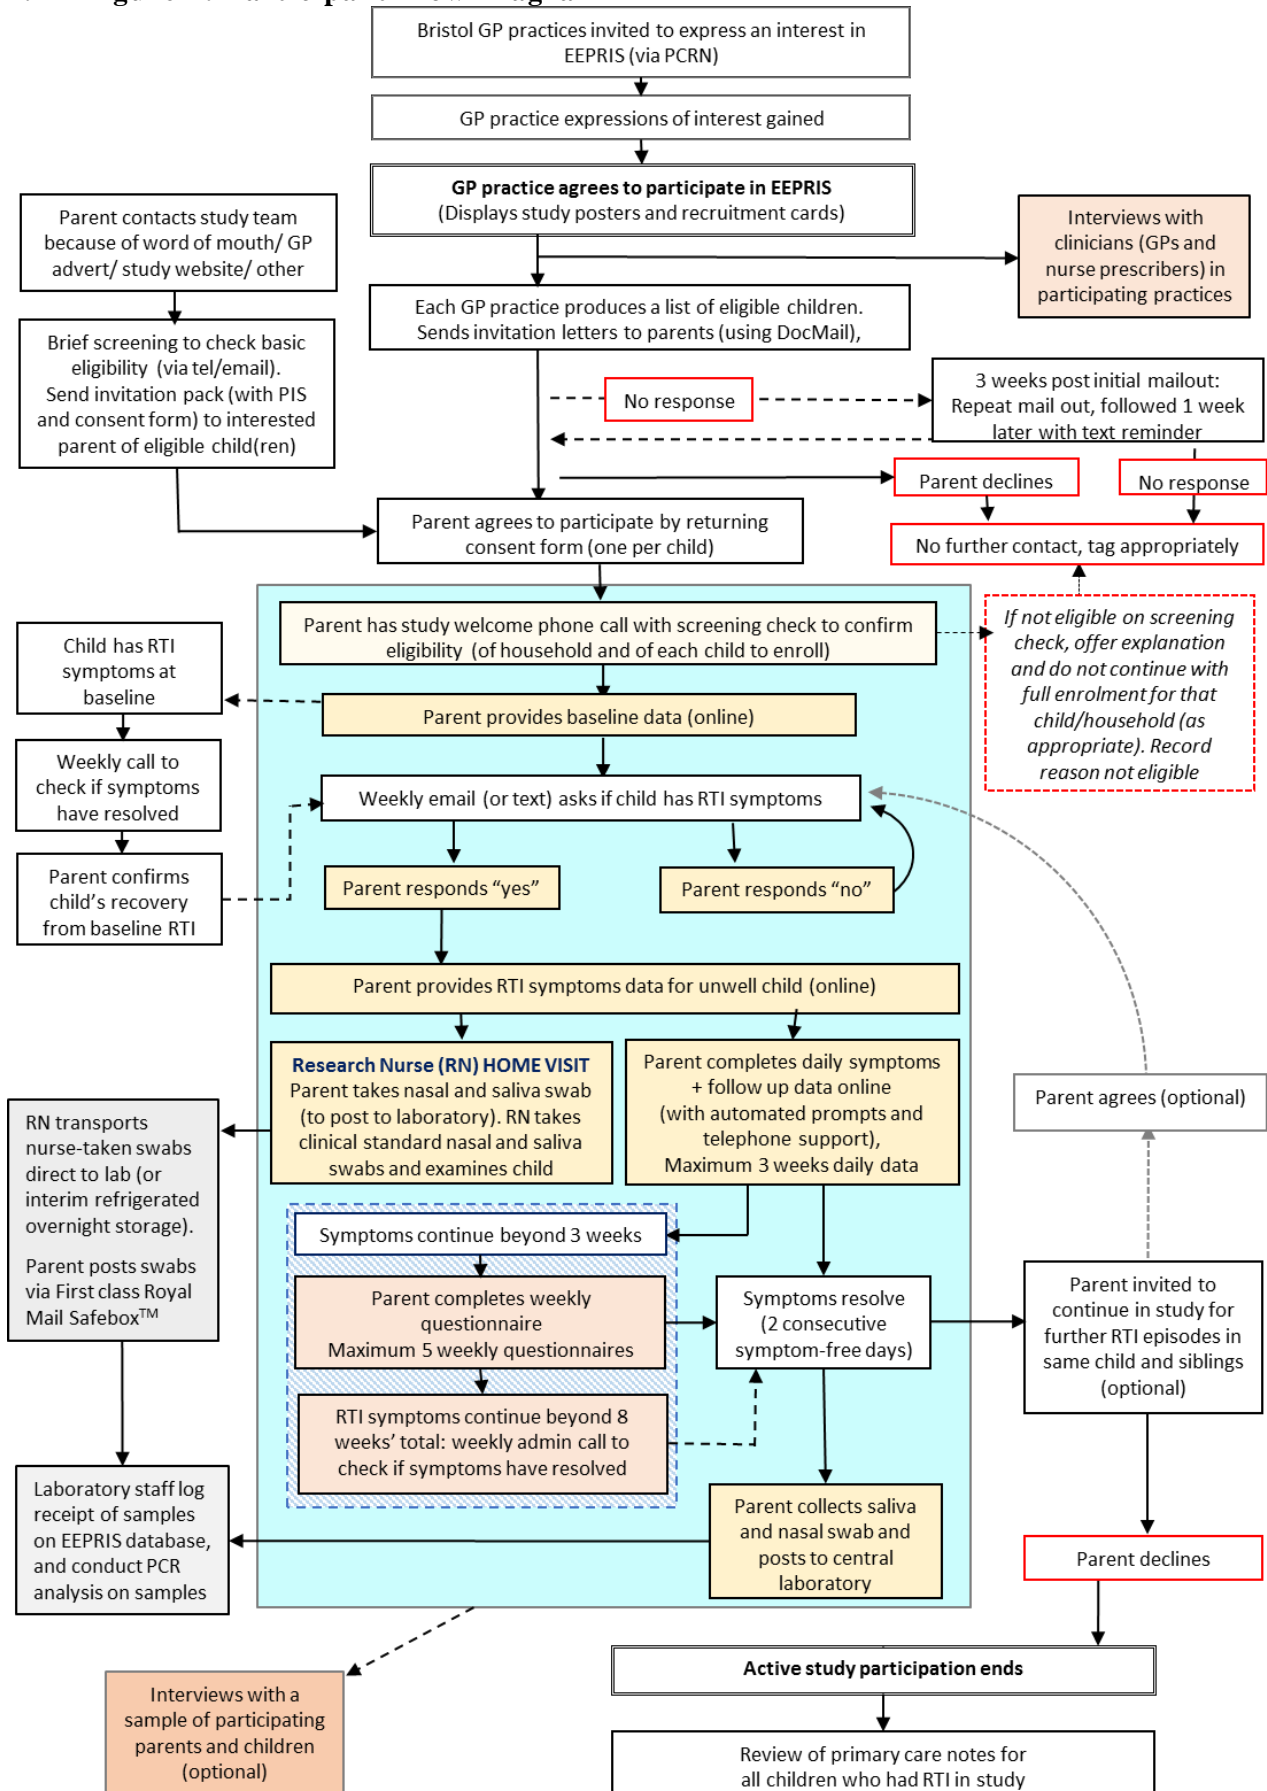 Bristol GP practices invited to express an interest in
EEPRIS (via PCRN)
GP practice expressions of interest gained
GP practice agrees to participate in EEPRIS
(Displays study posters and recruitment cards)
Parent contacts study team
because of word of mouth/ GP
advert/ study website/ other
Interviews with
clinicians (GPs and
nurse prescribers) in
participating practices
Each GP practice produces a list of eligible children.
Sends invitation letters to parents (using DocMail),
Brief screening to check basic
eligibility (via tel/email).
Send invitation pack (with PIS
and consent form) to interested
parent of eligible child(ren)
No response
3 weeks post initial mailout:
Repeat mail out, followed 1 week
later with text reminder
Parent declines
No response
Parent agrees to participate by returning
consent form (one per child)
No further contact, tag appropriately
Parent has study welcome phone call with screening check to confirm
eligibility (of household and of each child to enroll)
If not eligible on screening
check, offer explanation
and do not continue with
full enrolment for that
child/household (as
appropriate). Record
reason not eligible
Child has RTI
symptoms at
baseline
Parent provides baseline data (online)
Weekly call to
check if symptoms
have resolved
Weekly email (or text) asks if child has RTI symptoms
Parent confirms
child's recovery
from baseline RTI
Parent responds “yes”
Parent responds “no”
Parent provides RTI symptoms data for unwell child (online)
Research Nurse (RN) HOME VISIT
Parent takes nasal and saliva swab
(to post to laboratory). RN takes
clinical standard nasal and saliva
swabs and examines child
Parent completes daily symptoms
+ follow up data online
(with automated prompts and
telephone support),
Maximum 3 weeks daily data
Parent agrees (optional)
RN transports
nurse-taken swabs
direct to lab (or
interim refrigerated
overnight storage).
Parent posts swabs
via First class Royal
Mail Safebox™
Symptoms continue beyond 3 weeks
Parent completes weekly
questionnaire
Maximum 5 weekly questionnaires
Symptoms resolve
(2 consecutive
symptom-free days)
Parent invited to
continue in study for
further RTI episodes in
same child and siblings
(optional)
RTI symptoms continue beyond 8
weeks' total: weekly admin call to
check if symptoms have resolved
Laboratory staff log
receipt of samples
on EEPRIS database,
and conduct PCR
analysis on samples
Parent collects saliva
and nasal swab and
posts to central
laboratory
Parent declines
Active study participation ends
Interviews with a
sample of participating
parents and children
(optional)
Review of primary care notes for
all children who had RTI in study